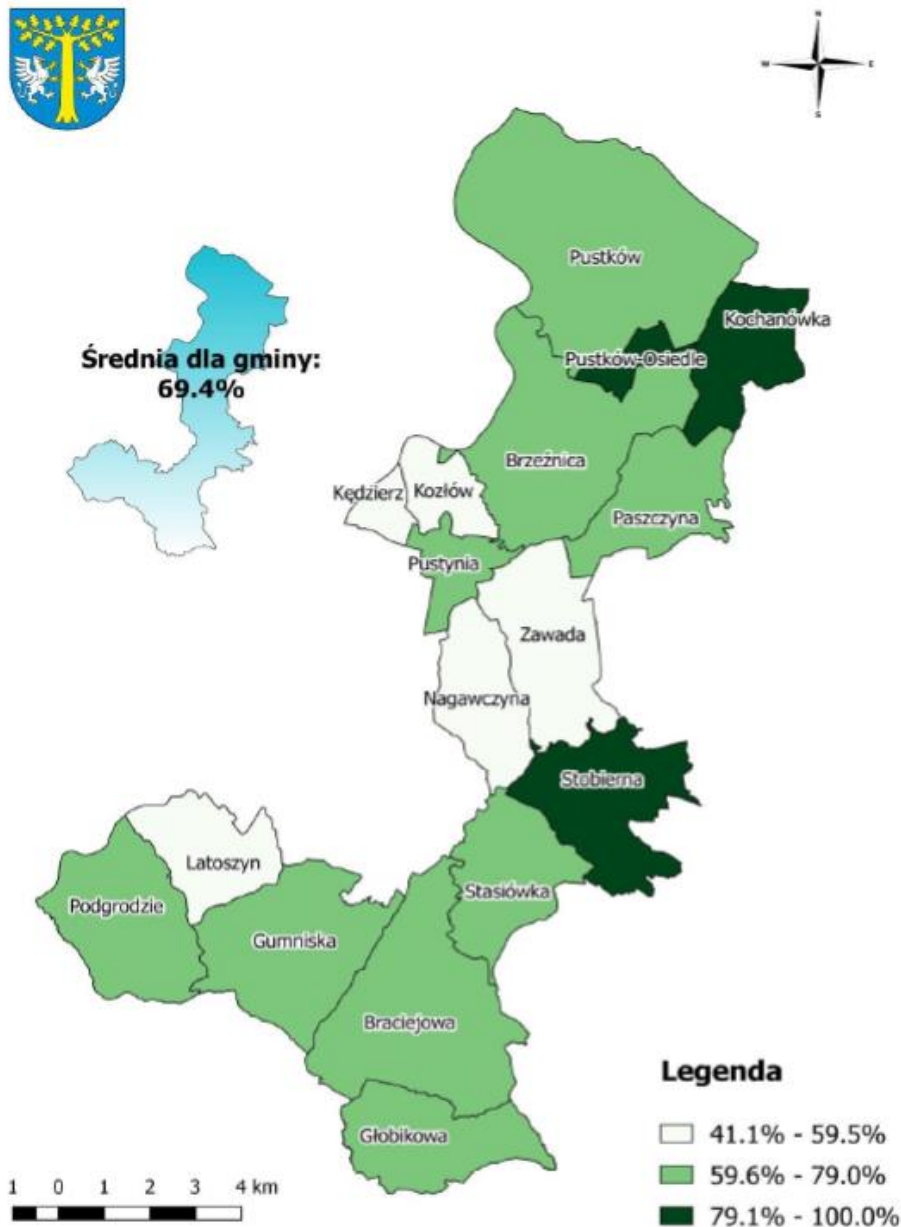 N
W E
S
Pustków
Kochanówka
Średnia dla gminy:
69.4%
Pustków-Osiedle
Brzeźnica
Kędzierz
Kozłów
Paszczyna
Pustynia
Zawada
Nagawczyna
Stobierna
Latoszyn
Stasiówka
Podgrodzie
Gumniska
Braciejowa
Głobikowa
Legenda
41.1% - 59.5%
59.6% - 79.0%
79.1% - 100.0%
1 0 1 2 3 4 km